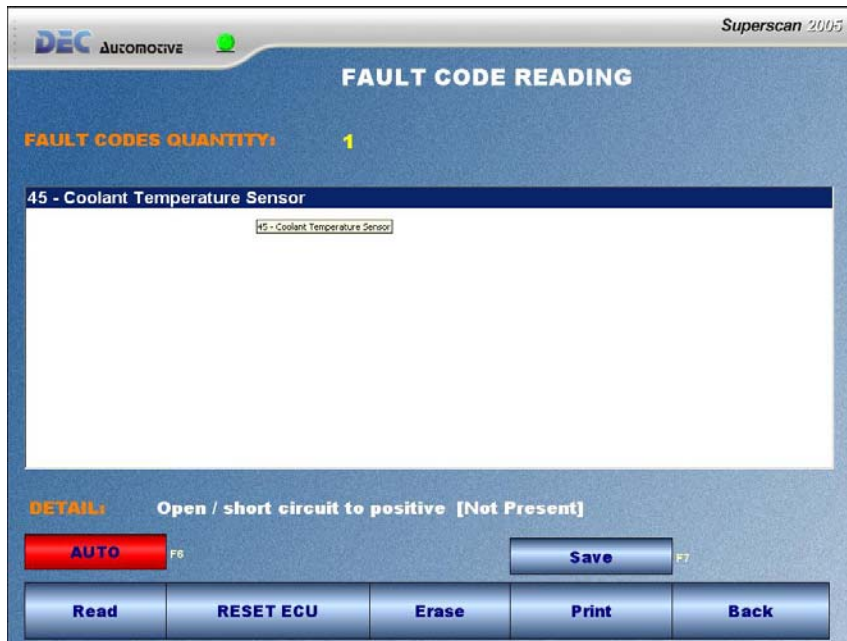 DEC Automotive
Superscan 2005
FAULT CODE READING
FAULT CODES QUANTITY: 1
45 - Coolant Temperature Sensor
45 - Coolant Temperature Sensor
DETAIL: Open / short circuit to positive [Not Present]
AUTO F6 Save F7
Read RESET ECU Erase Print Back